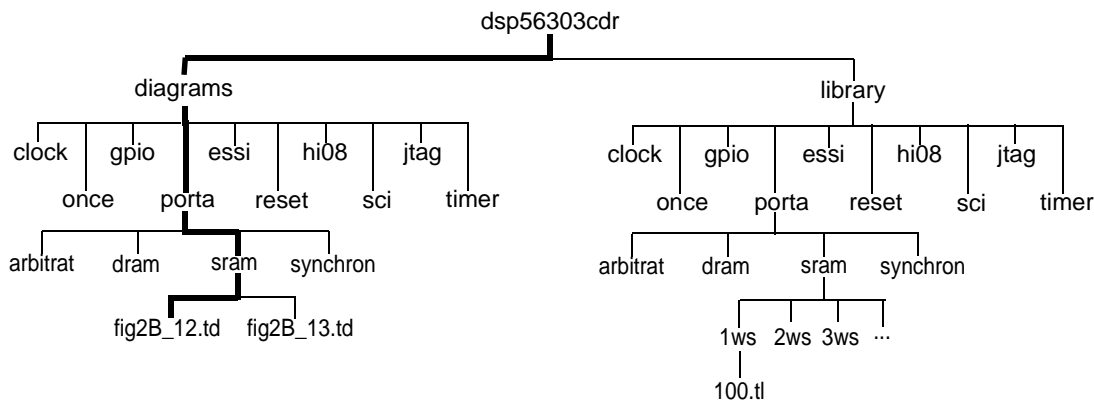 dsp56303cdr
diagrams library
clock gpio essi hi08 jtag clock gpio essi hi08 jtag
once porta reset sci timer once porta reset sci timer
arbitrat dram sram synchron arbitrat dram sram synchron
fig2B_12.td fig2B_13.td 1ws 2ws 3ws ...
100.tl